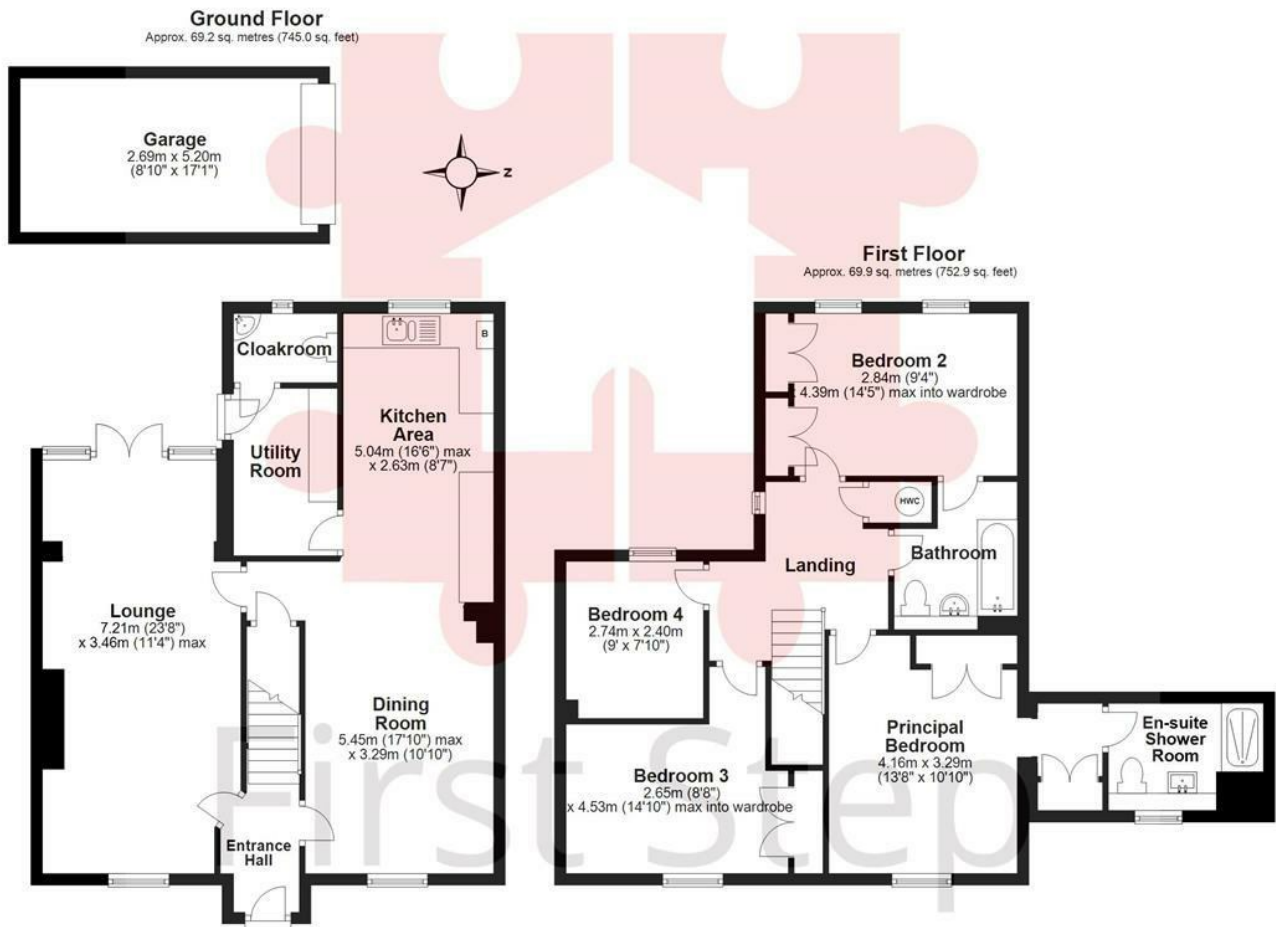 Ground Floor
Approx. 69.2 sq. metres (745.0 sq. feet)
Garage
2.69m x 5.20m
(8'10" x 17'1")
Z
First Floor
Approx. 69.9 sq. metres (752.9 sq. feet)
Cloakroom
B
Kitchen
Area
5.04m (16'6") max
x 2.63m (8'7")
Utility
Room
Lounge
7.21m (23'8")
x 3.46m (11'4") max
Dining
Room
5.45m (17'10") max
x 3.29m (10'10")
Entrance
Hall
Bedroom 2
2.84m (9'4")
x 4.39m (14'5") max into wardrobe
HWC
Bathroom
Landing
Bedroom 4
2.74m x 2.40m
(9' x 7'10")
Principal
Bedroom
4.16m x 3.29m
(13'8" x 10'10")
En-suite
Shower
Room
Bedroom 3
2.65m (8'8")
x 4.53m (14'10") max into wardrobe
First Step